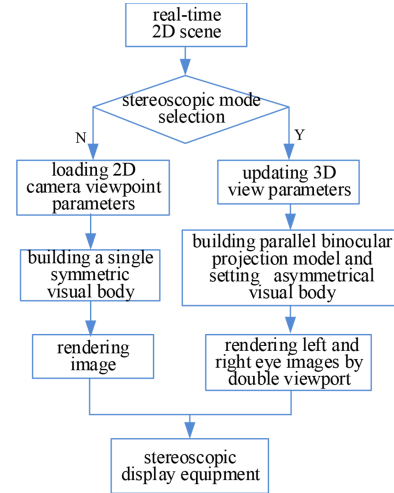 real-time
2D scene
stereoscopic mode
selection
N
Y
loading 2D
camera viewpoint
parameters
updating 3D
view parameters
building a single
symmetric
visual body
building parallel binocular
projection model and
setting asymmetrical
visual body
rendering
image
rendering left and
right eye images by
double viewport
stereoscopic
display equipment